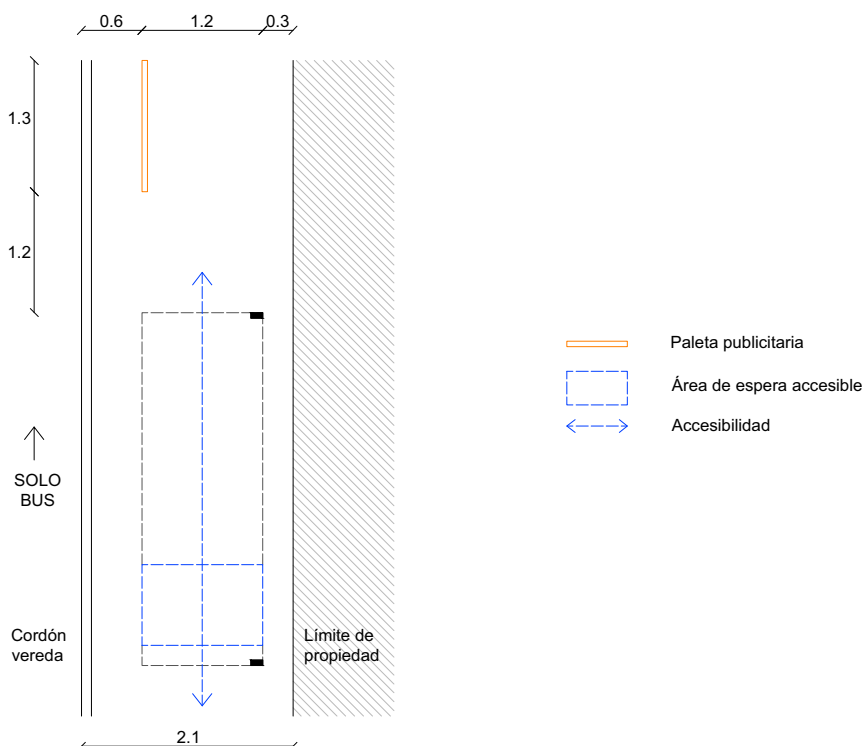 0.6
1.2
0.3
1.3
1.2
Paleta publicitaria
Área de espera accesible
Accesibilidad
SOLO
BUS
Cordón
vereda
Límite de
propiedad
2.1